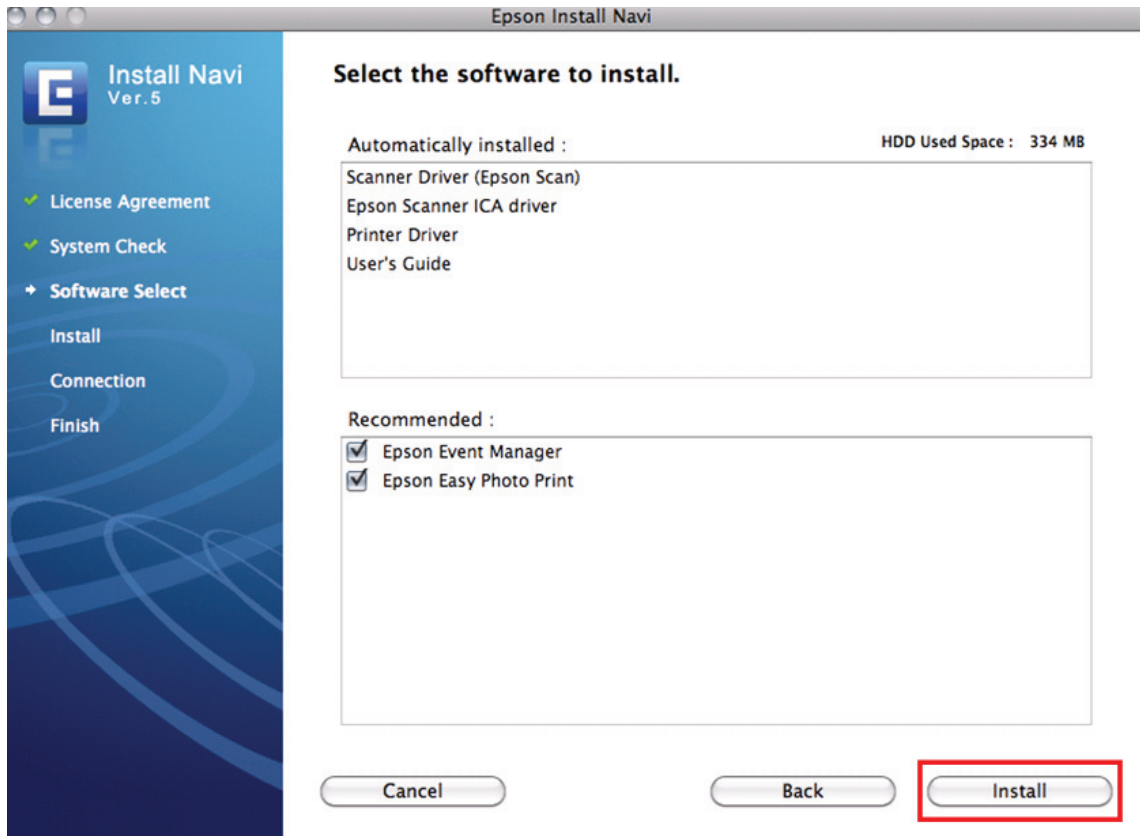 Epson Install Navi
Install Navi
Ver.5
License Agreement
System Check
Software Select
Install
Connection
Finish
Select the software to install.
Automatically installed :
HDD Used Space : 334 MB
Scanner Driver (Epson Scan)
Epson Scanner ICA driver
Printer Driver
User's Guide
Recommended :
Epson Event Manager
Epson Easy Photo Print
Cancel
Back
Install